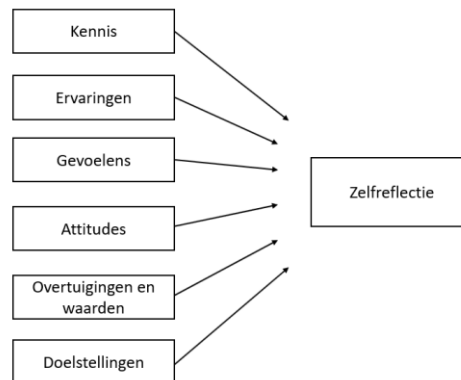 Kennis
Ervaringen
Gevoelens
Attitudes
Overtuigingen en
waarden
Doelstellingen
Zelfreflectie